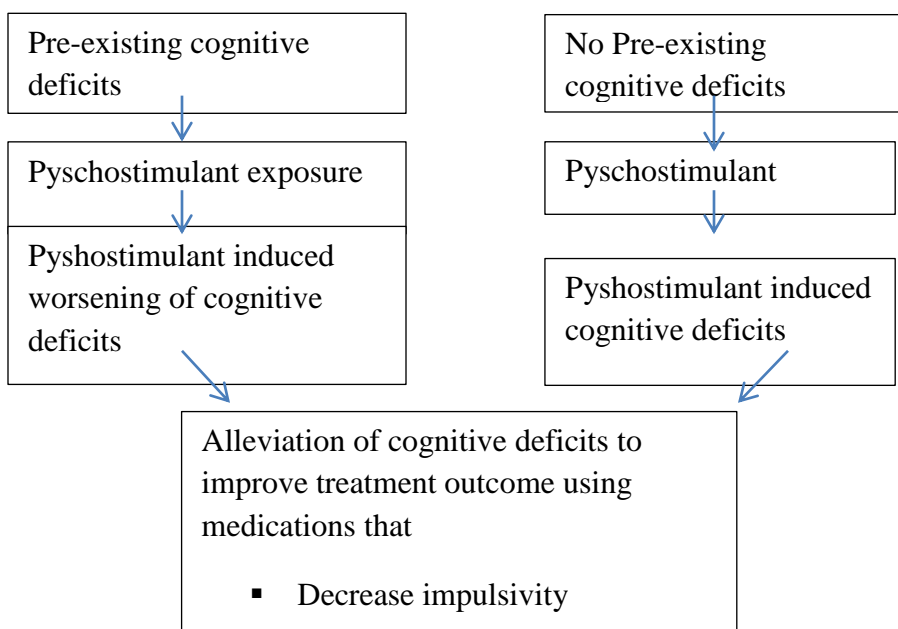 Pre-existing cognitive
deficits
No Pre-existing
cognitive deficits
Pyschostimulant exposure
Pyschostimulant
Pyshostimulant induced
worsening of cognitive
deficits
Pyshostimulant induced
cognitive deficits
Alleviation of cognitive deficits to
improve treatment outcome using
medications that
▪ Decrease impulsivity